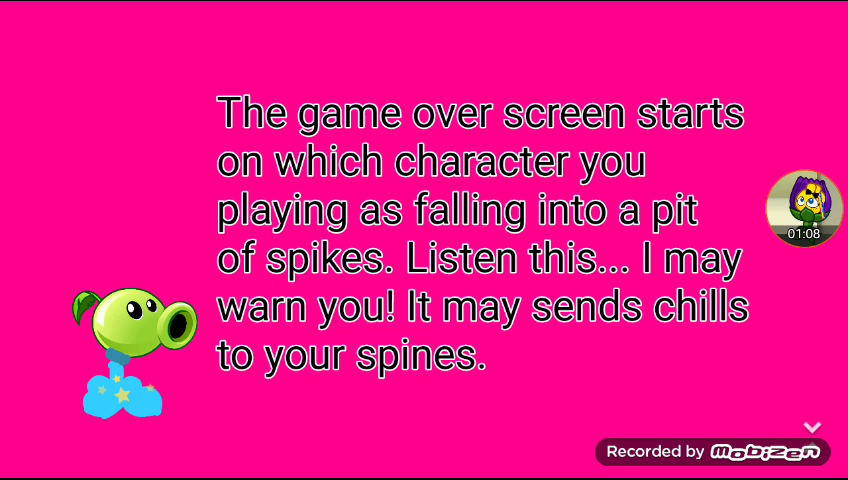 The game over screen starts
on which character you
playing as falling into a pit
of spikes. Listen this... I may
warn you! It may sends chills
to your spines.
01:08
Recorded by mobizen